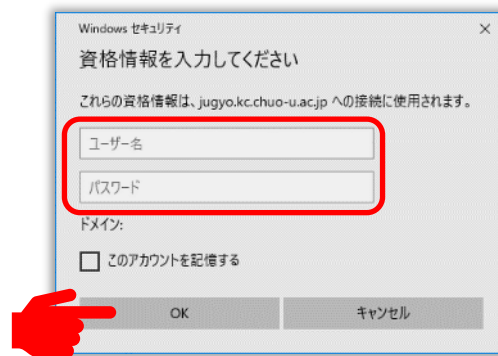 Windows セキュリティ
資格情報を入力してください
これらの資格情報は、jugyo.kc.chuo-u.ac.jp への接続に使用されます。
ユーザー名
パスワード
ドメイン:
このアカウントを記憶する
OK キャンセル